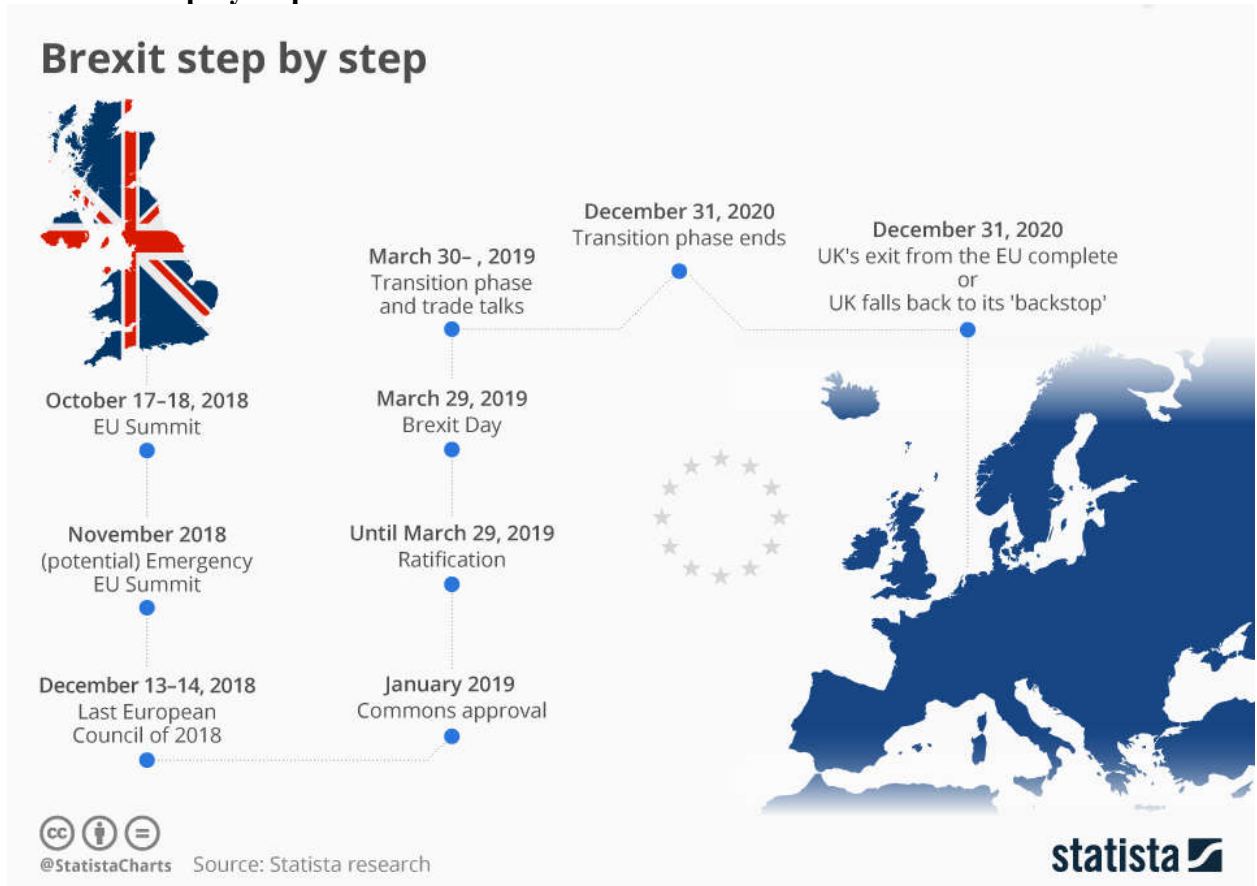 Brexit step by step
October 17–18, 2018
EU Summit
November 2018
(potential) Emergency
EU Summit
December 13–14, 2018
Last European
Council of 2018
January 2019
Commons approval
Until March 29, 2019
Ratification
March 29, 2019
Brexit Day
March 30– , 2019
Transition phase
and trade talks
December 31, 2020
Transition phase ends
December 31, 2020
UK's exit from the EU complete
or
UK falls back to its 'backstop'
cc
@StatistaCharts Source: Statista research
statista